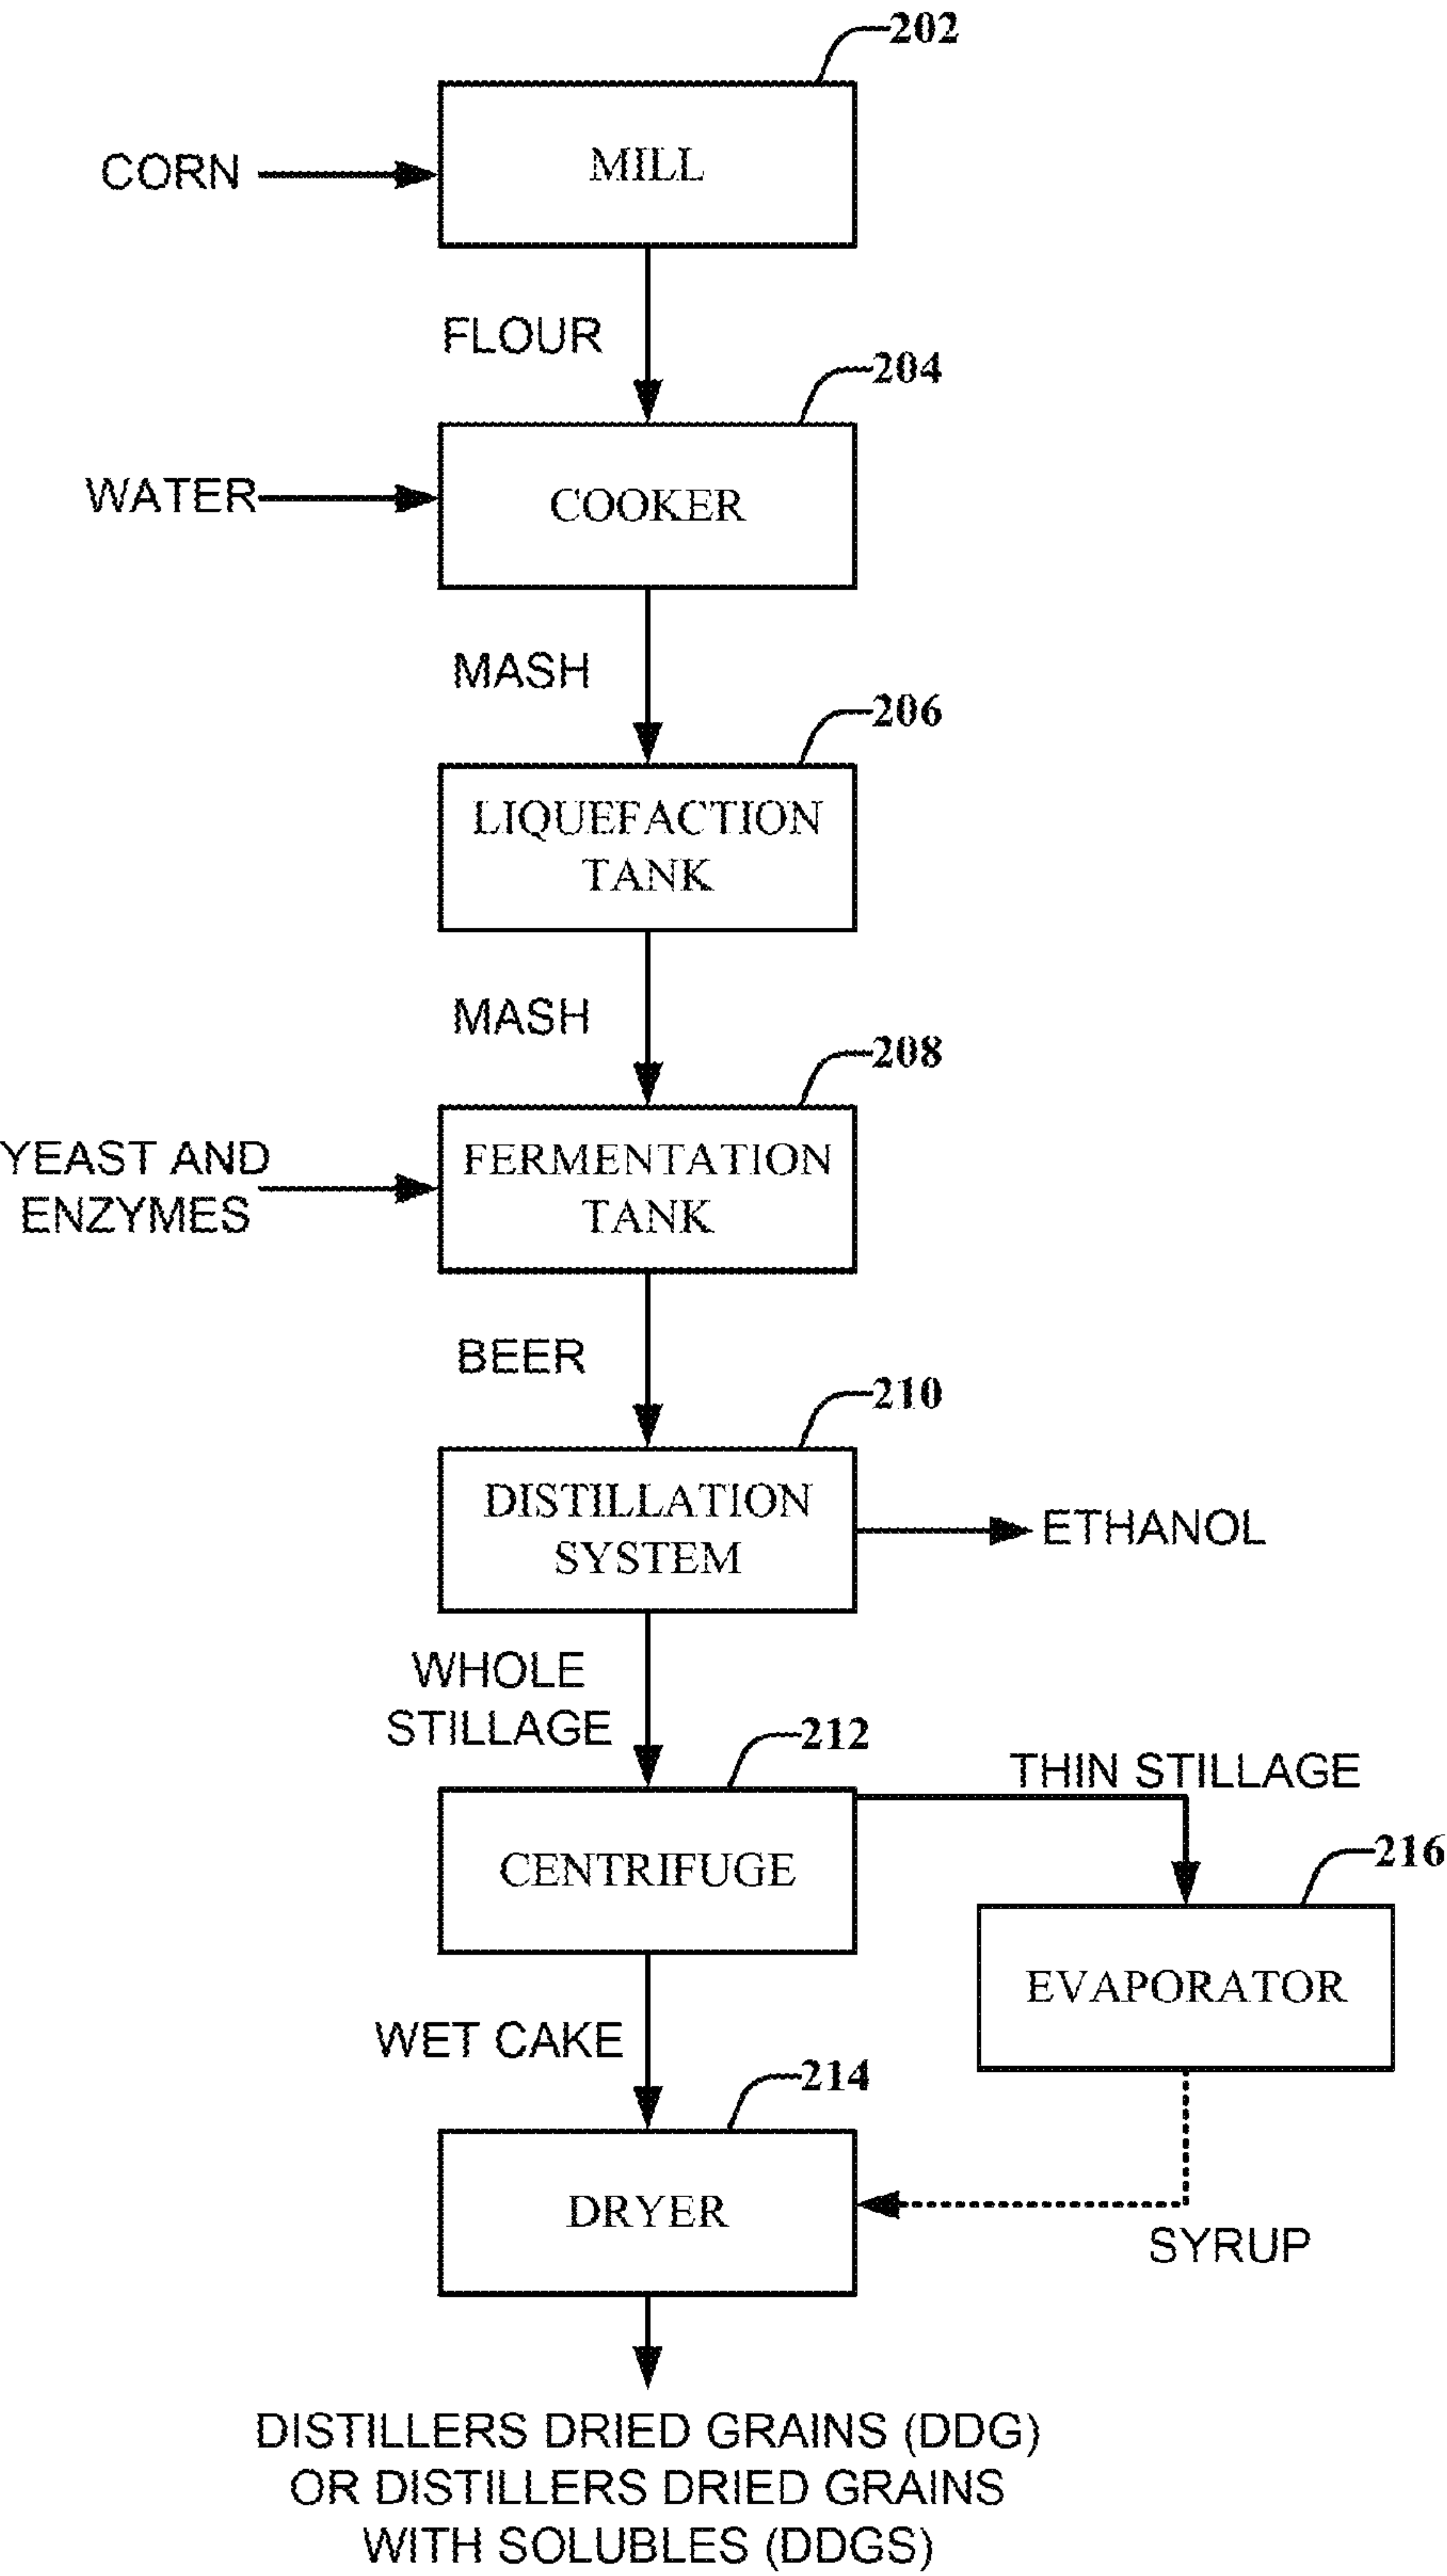 202
CORN
MILL
FLOUR
204
WATER
COOKER
MASH
206
LIQUEFACTION
TANK
MASH
208
YEAST AND
ENZYMES
FERMENTATION
TANK
BEER
210
DISTILLATION
SYSTEM
ETHANOL
WHOLE
STILLAGE
212
THIN STILLAGE
CENTRIFUGE
216
EVAPORATOR
WET CAKE
214
DRYER
SYRUP
DISTILLERS DRIED GRAINS (DDG)
OR DISTILLERS DRIED GRAINS
WITH SOLUBLES (DDGS)